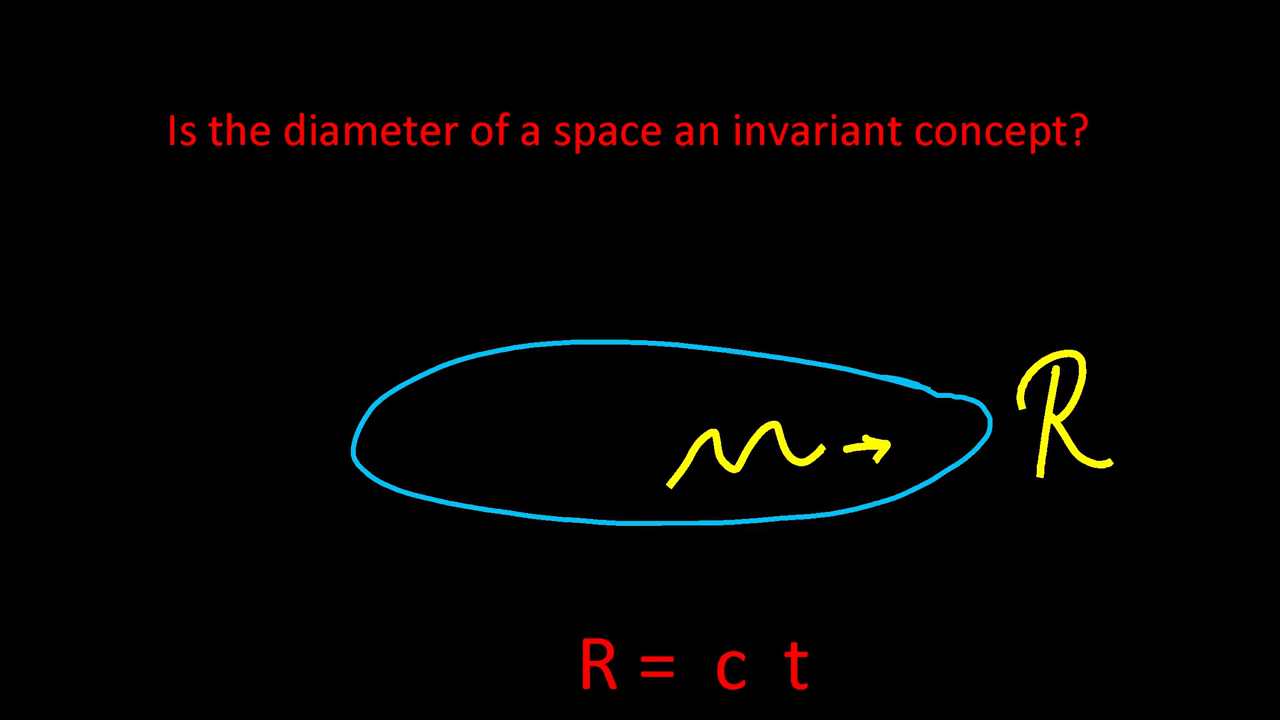 Is the diameter of a space an invariant concept?
R
R = c t